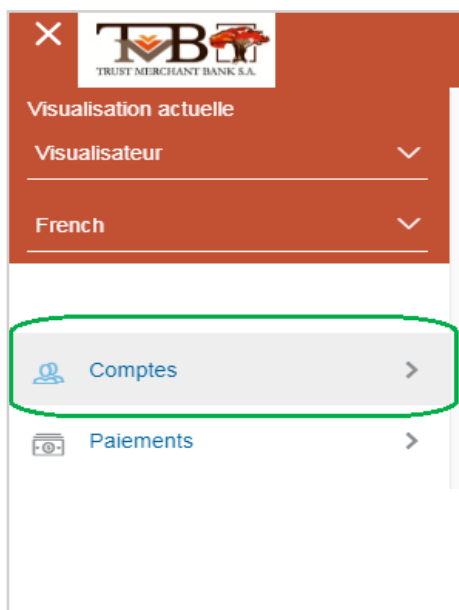 TMB
TRUST MERCHANT BANK S.A.
Visualisation actuelle
Visualisateur
French
Comptes
Paiements